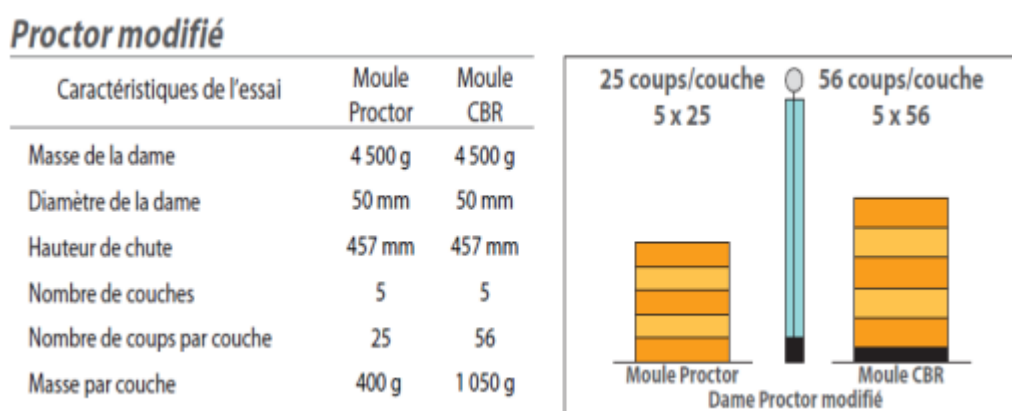 Proctor modifié
Caractéristiques de l'essai Moule Proctor Moule CBR
Masse de la dame 4 500 g 4 500 g
Diamètre de la dame 50 mm 50 mm
Hauteur de chute 457 mm 457 mm
Nombre de couches 5 5
Nombre de coups par couche 25 56
Masse par couche 400 g 1 050 g
25 coups/couche 56 coups/couche
5 x 25 5 x 56
Moule Proctor Moule CBR
Dame Proctor modifié